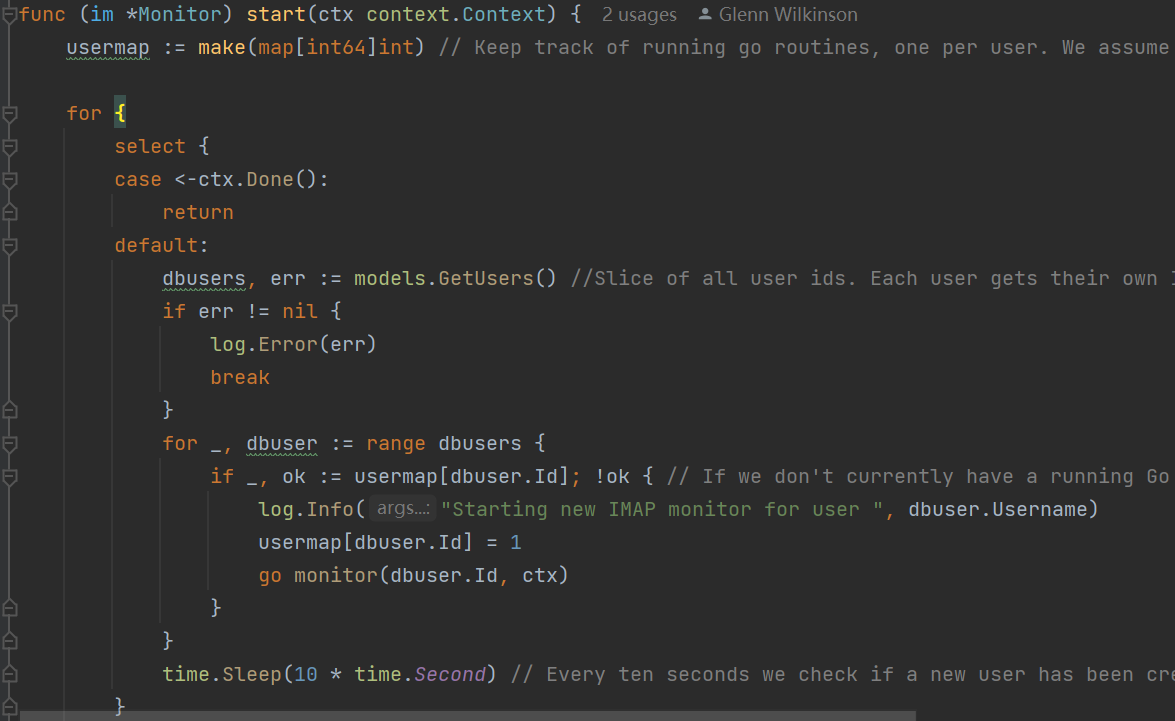 func (im *Monitor) start(ctx context.Context) { 2 usages Glenn Wilkinson
usermap := make(map[int64]int) // Keep track of running go routines, one per user. We assume
for {
select {
case <-ctx.Done():
return
default:
dbusers, err := models.GetUsers() //Slice of all user ids. Each user gets their own
if err != nil {
log.Error(err)
break
}
for _, dbuser := range dbusers {
if _, ok := usermap[dbuser.Id]; !ok { // If we don't currently have a running Go
log.Info( args...: "Starting new IMAP monitor for user ", dbuser.Username)
usermap[dbuser.Id] = 1
go monitor(dbuser.Id, ctx)
}
}
time.Sleep(10 * time.Second) // Every ten seconds we check if a new user has been
}